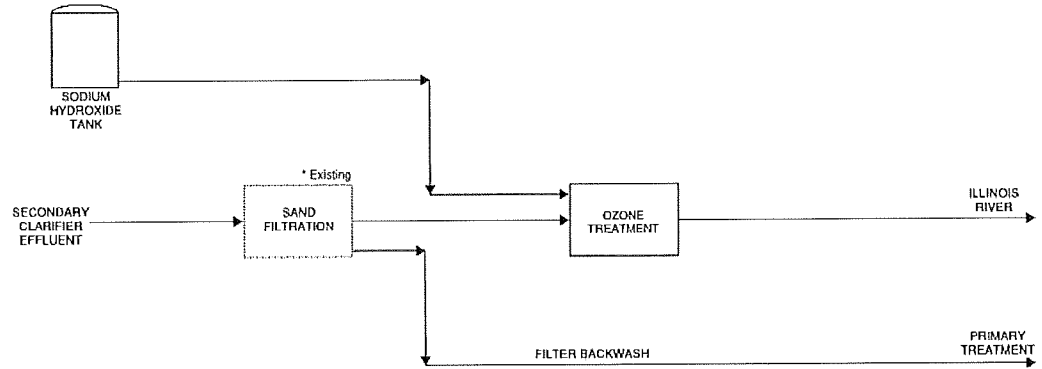 SODIUM
HYDROXIDE
TANK
* Existing
SECONDARY
CLARIFIER
EFFLUENT
SAND
FILTRATION
OZONE
TREATMENT
ILLINOIS
RIVER
FILTER BACKWASH
PRIMARY
TREATMENT